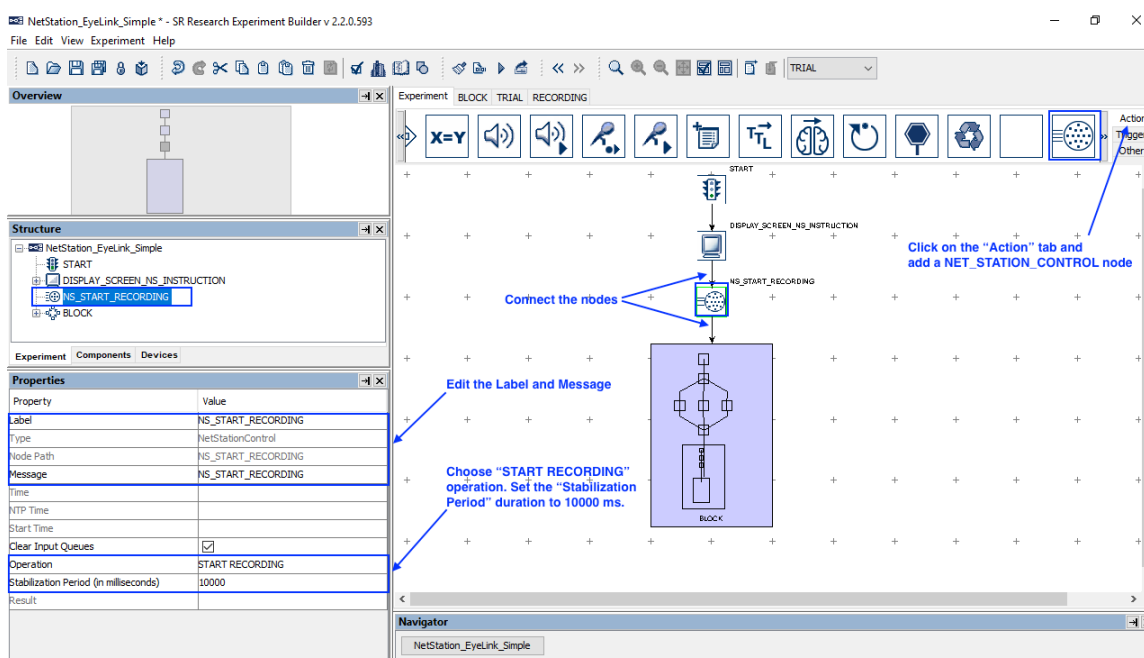 NetStation_EyeLink_Simple * - SR Research Experiment Builder v 2.2.0.593
File Edit View Experiment Help
TRIAL
Overview
Experiment BLOCK TRIAL RECORDING
X=Y
TTL
Action
Trigge
Other
START
DISPLAY_SCREEN_NS_INSTRUCTION
Click on the “Action” tab and
add a NET_STATION_CONTROL node
NS_START_RECORDING
Connect the nodes
BLOCK
Structure
NetStation_EyeLink_Simple
START
DISPLAY_SCREEN_NS_INSTRUCTION
NS_START_RECORDING
BLOCK
Experiment Components Devices
Properties
Property Value
Label NS_START_RECORDING
Type NetStationControl
Node Path NS_START_RECORDING
Message NS_START_RECORDING
Time
NTP Time
Start Time
Clear Input Queues
Operation START RECORDING
Stabilization Period (in milliseconds) 10000
Result
Edit the Label and Message
Choose “START RECORDING”
operation. Set the “Stabilization
Period” duration to 10000 ms.
Navigator
NetStation_EyeLink_Simple